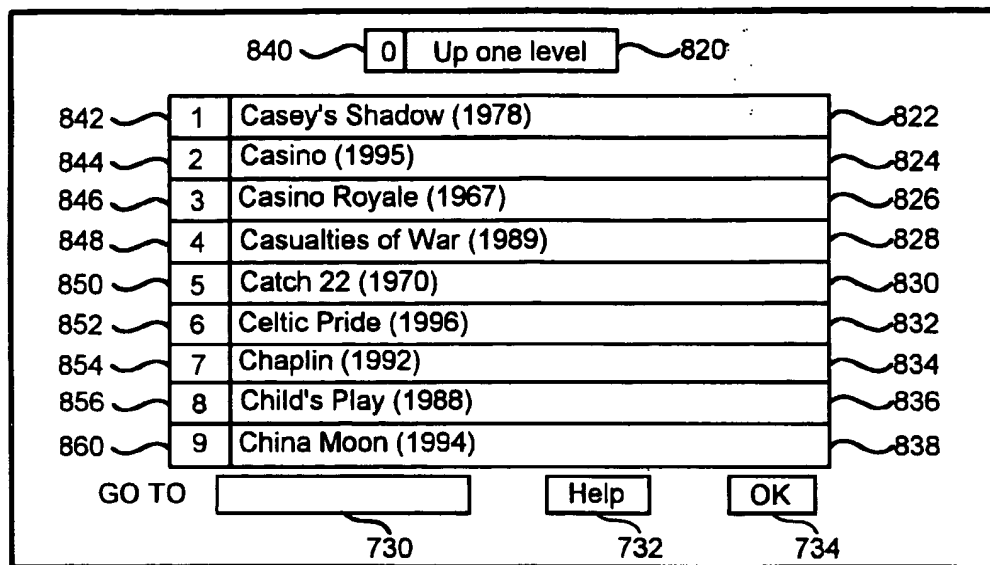 840 0 Up one level 820
842 1 Casey's Shadow (1978) 822
844 2 Casino (1995) 824
846 3 Casino Royale (1967) 826
848 4 Casualties of War (1989) 828
850 5 Catch 22 (1970) 830
852 6 Celtic Pride (1996) 832
854 7 Chaplin (1992) 834
856 8 Child's Play (1988) 836
860 9 China Moon (1994) 838
GO TO Help OK
730 732 734